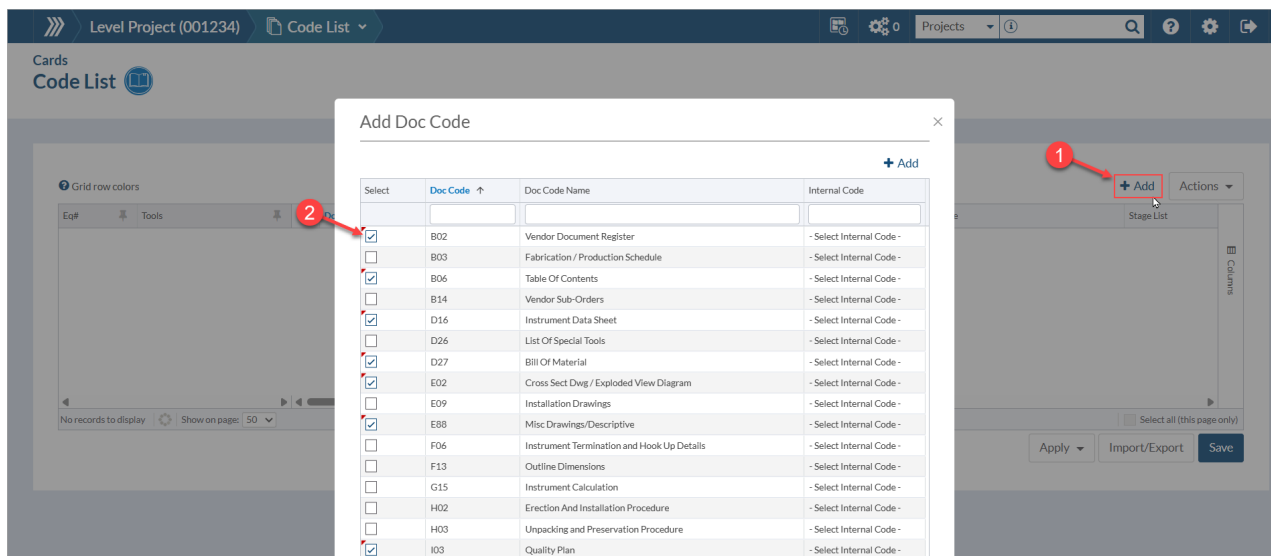 Level Project (001234) Code List 0 Projects
Cards
Code List
Add Doc Code ×
+ Add
1
Grid row colors + Add Actions
Select Doc Code ↑ Doc Code Name Internal Code
Eq# Tools 2 Do e Stage List
B02 Vendor Document Register - Select Internal Code -
B03 Fabrication / Production Schedule - Select Internal Code -
Columns
B06 Table Of Contents - Select Internal Code -
B14 Vendor Sub-Orders - Select Internal Code -
D16 Instrument Data Sheet - Select Internal Code -
D26 List Of Special Tools - Select Internal Code -
D27 Bill Of Material - Select Internal Code -
E02 Cross Sect Dwg / Exploded View Diagram - Select Internal Code -
E09 Installation Drawings - Select Internal Code -
No records to display Show on page: 50 Select all (this page only)
E88 Misc Drawings/Descriptive - Select Internal Code -
F06 Instrument Termination and Hook Up Details - Select Internal Code -
Apply Import/Export Save
F13 Outline Dimensions - Select Internal Code -
G15 Instrument Calculation - Select Internal Code -
H02 Erection And Installation Procedure - Select Internal Code -
H03 Unpacking and Preservation Procedure - Select Internal Code -
I03 Quality Plan - Select Internal Code -